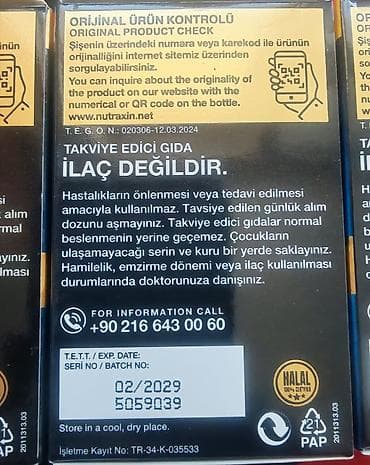 ORİJİNAL ÜRÜN KONTROLÜ
ORIGINAL PRODUCT CHECK
Şişenin üzerindeki numara veya karekod ile ürünün
orijinalliğini internet sitemiz üzerinden
sorgulayabilirsiniz.
You can inquire about the originality of
the product on our website with the
numerical or QR code on the bottle.
www.nutraxin.net
T. E. G. O. N.: 020306-12.03.2024
TAKVİYE EDİCİ GIDA
İLAÇ DEĞİLDİR.
Hastalıkların önlenmesi veya tedavi edilmesi
amacıyla kullanılmaz. Tavsiye edilen günlük alım
dozunu aşmayınız. Takviye edici gıdalar normal
beslenmenin yerine geçemez. Çocukların
ulaşamayacağı serin ve kuru bir yerde saklayınız.
Hamilelik, emzirme dönemi veya ilaç kullanılması
durumlarında doktorunuza danışınız.
FOR INFORMATION CALL
+90 216 643 00 60
T.E.T.T. / EXP. DATE:
SERİ NO / BATCH NO:
02/2029
5059039
HALAL
Store in a cool, dry place.
İşletme Kayıt No: TR-34-K-035533
21
PAP
2011313.03
2011313.03